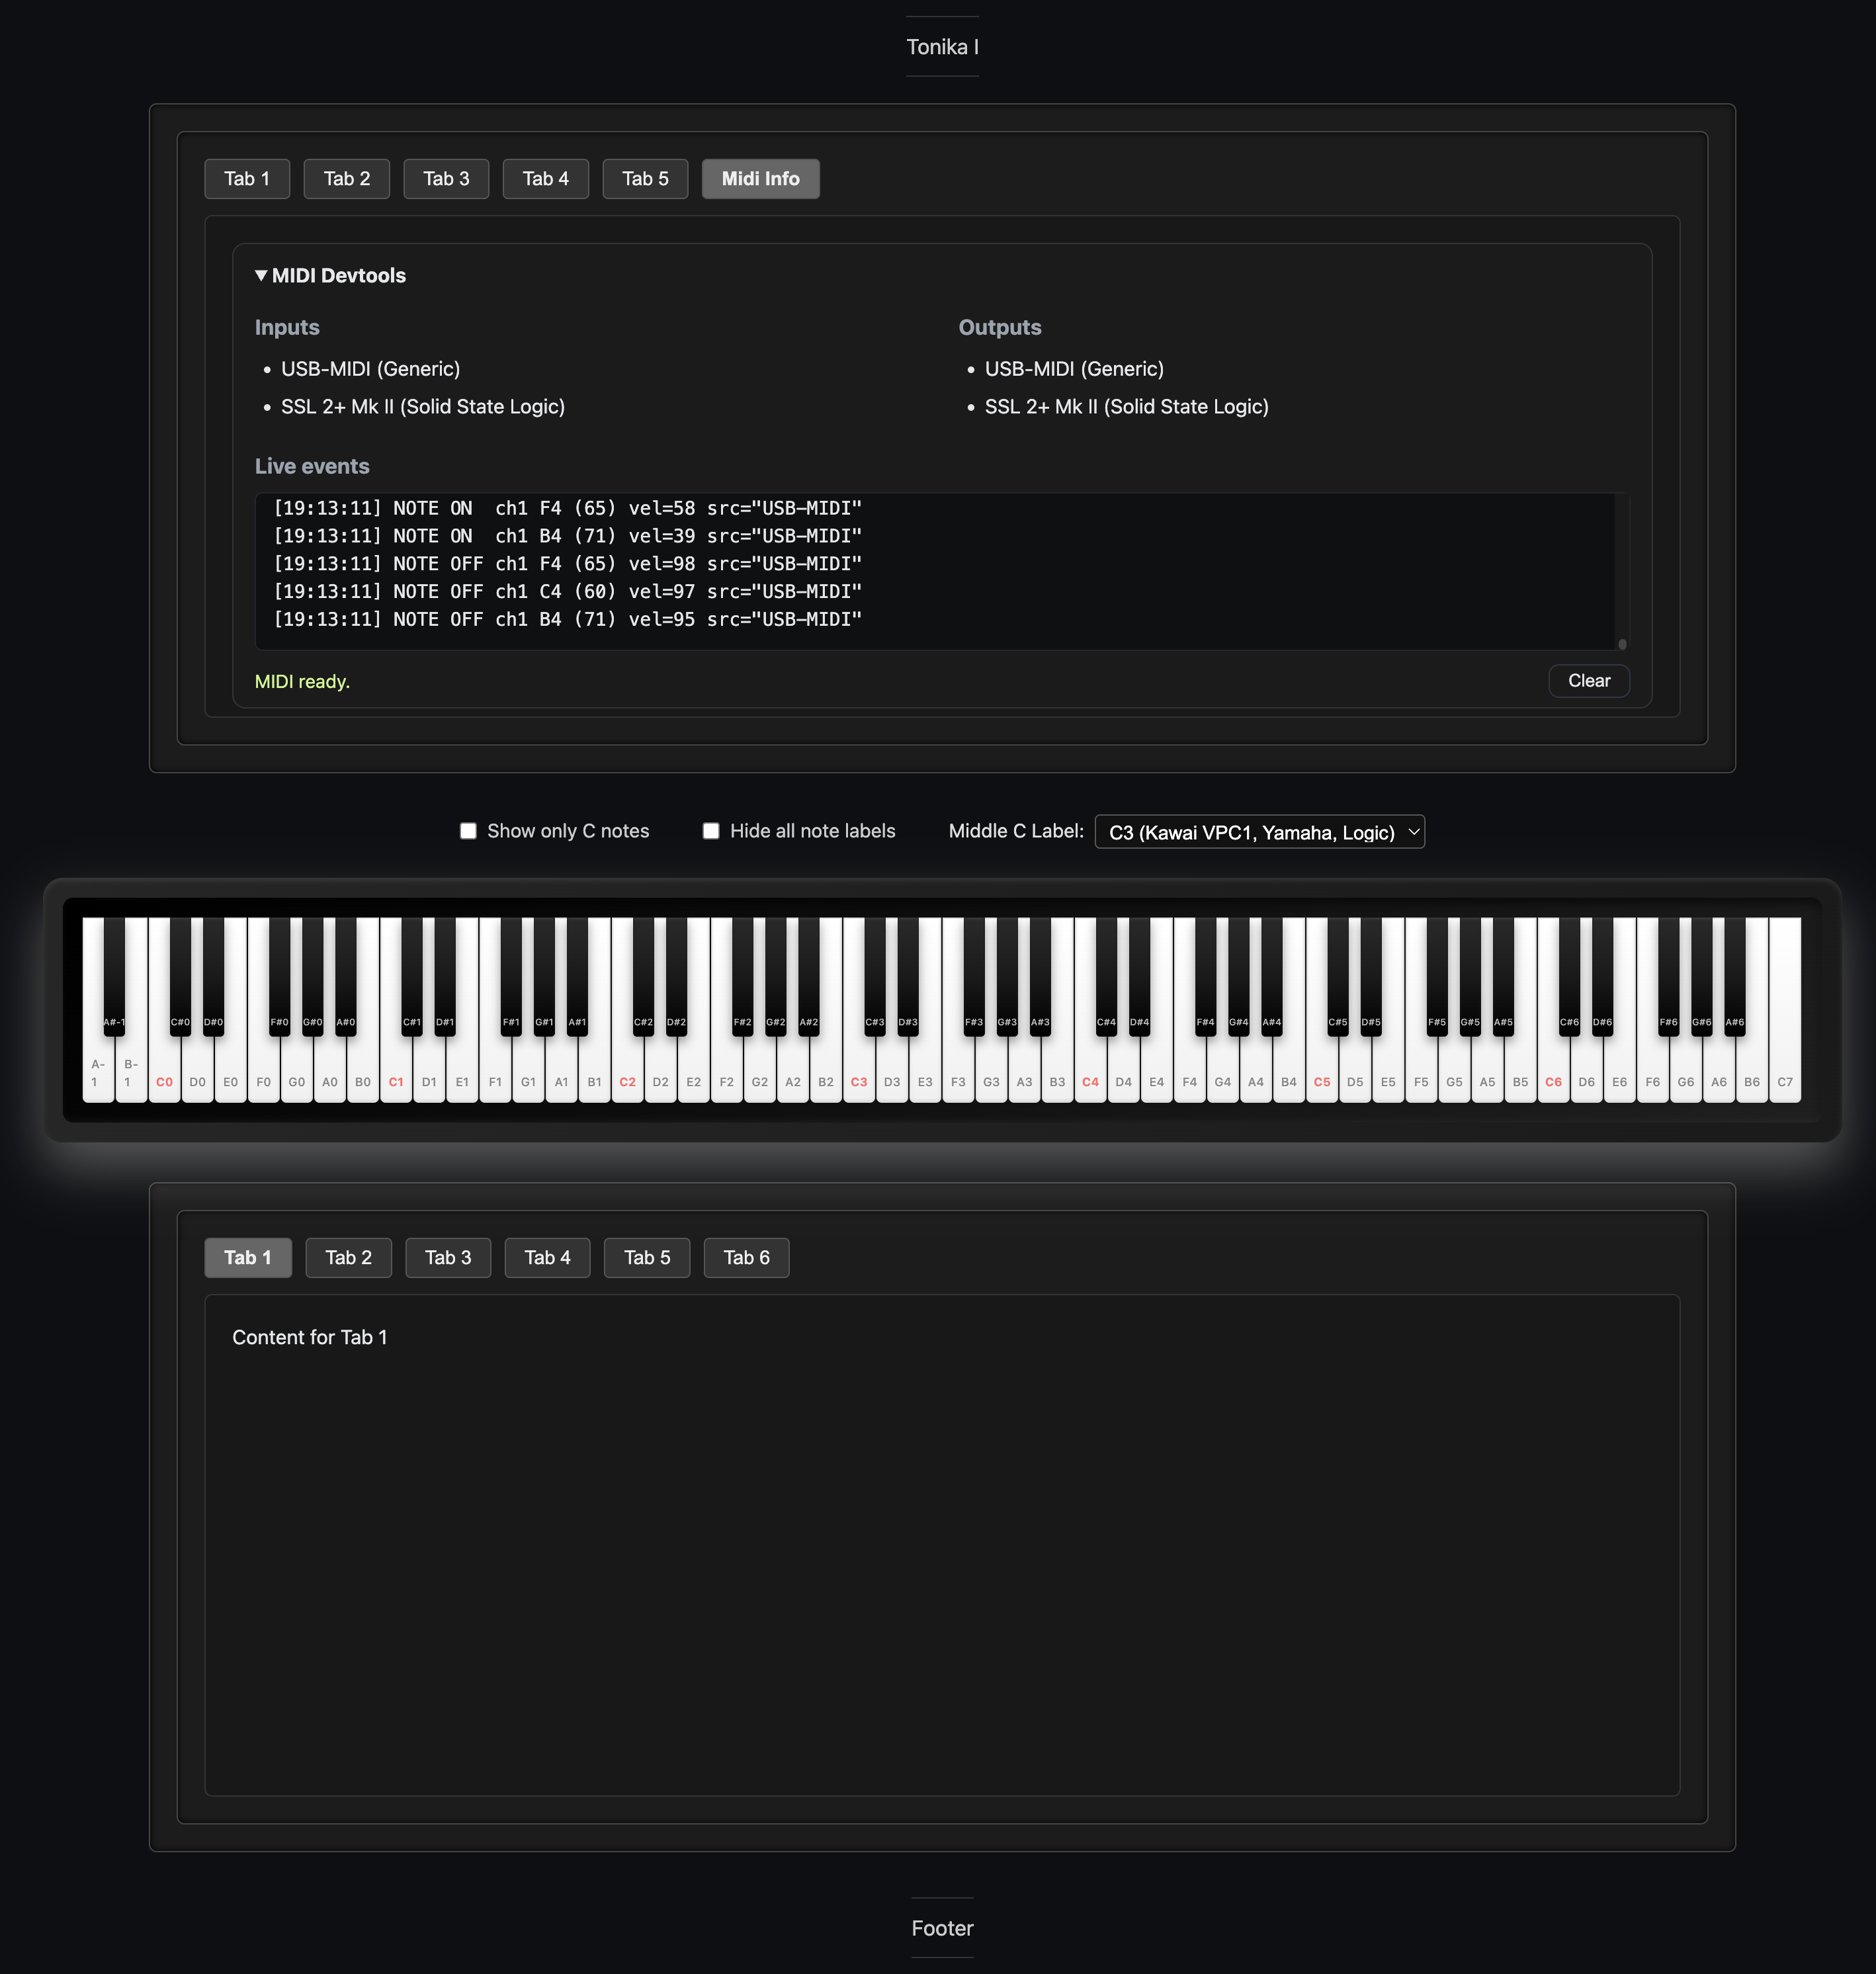 Tonika I
Tab 1 Tab 2 Tab 3 Tab 4 Tab 5 Midi Info
▼ MIDI Devtools
Inputs Outputs
• USB-MIDI (Generic) • USB-MIDI (Generic)
• SSL 2+ Mk II (Solid State Logic) • SSL 2+ Mk II (Solid State Logic)
Live events
[19:13:11] NOTE ON  ch1 F4 (65) vel=58 src="USB-MIDI"
[19:13:11] NOTE ON  ch1 B4 (71) vel=39 src="USB-MIDI"
[19:13:11] NOTE OFF ch1 F4 (65) vel=98 src="USB-MIDI"
[19:13:11] NOTE OFF ch1 C4 (60) vel=97 src="USB-MIDI"
[19:13:11] NOTE OFF ch1 B4 (71) vel=95 src="USB-MIDI"
MIDI ready. Clear
Show only C notes Hide all note labels Middle C Label: C3 (Kawai VPC1, Yamaha, Logic)
A#-1 C#0 D#0 F#0 G#0 A#0 C#1 D#1 F#1 G#1 A#1 C#2 D#2 F#2 G#2 A#2 C#3 D#3 F#3 G#3 A#3 C#4 D#4 F#4 G#4 A#4 C#5 D#5 F#5 G#5 A#5 C#6 D#6 F#6 G#6 A#6
A- B-
1 1 C0 D0 E0 F0 G0 A0 B0 C1 D1 E1 F1 G1 A1 B1 C2 D2 E2 F2 G2 A2 B2 C3 D3 E3 F3 G3 A3 B3 C4 D4 E4 F4 G4 A4 B4 C5 D5 E5 F5 G5 A5 B5 C6 D6 E6 F6 G6 A6 B6 C7
Tab 1 Tab 2 Tab 3 Tab 4 Tab 5 Tab 6
Content for Tab 1
Footer